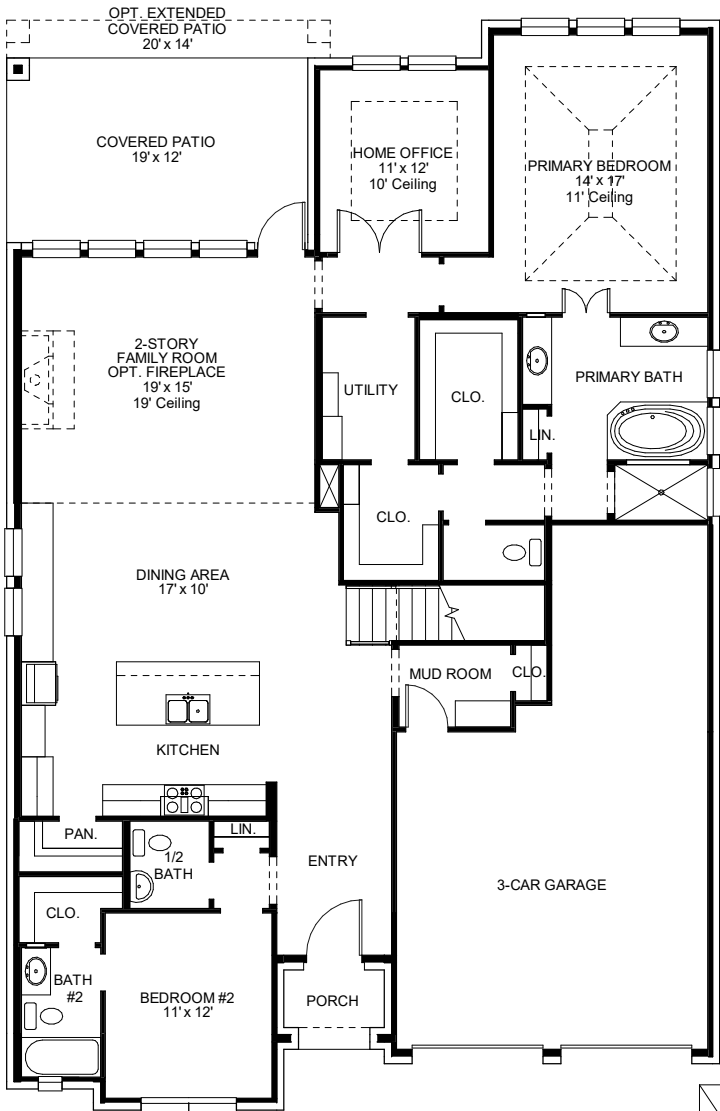 OPT. EXTENDED
COVERED PATIO
20' x 14'
COVERED PATIO
19' x 12'
HOME OFFICE
11' x 12'
10' Ceiling
PRIMARY BEDROOM
14' x 17'
11' Ceiling
2-STORY
FAMILY ROOM
OPT. FIREPLACE
19' x 15'
19' Ceiling
UTILITY
CLO.
PRIMARY BATH
LIN.
CLO.
DINING AREA
17' x 10'
MUD ROOM
CLO.
KITCHEN
PAN.
LIN.
1/2
BATH
ENTRY
3-CAR GARAGE
CLO.
BATH
#2
BEDROOM #2
11' x 12'
PORCH